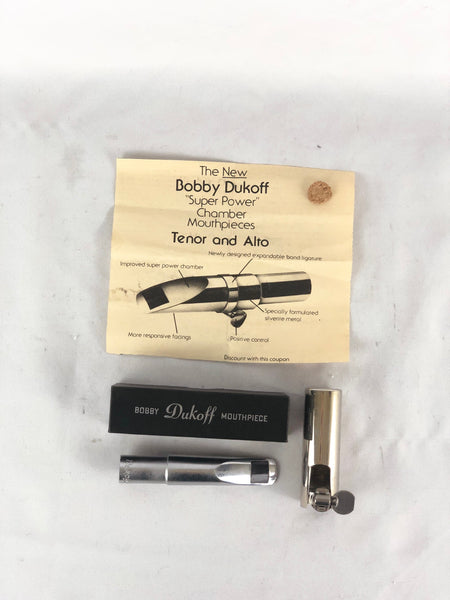 The New
Bobby Dukoff
"Super Power"
Chamber
Mouthpieces
Tenor and Alto
Newly designed expandable band ligature
Improved super power chamber
Specially formulated
silverite metal
More responsive facings
Positive control
Discount with this coupon
BOBBY Dukoff MOUTHPIECE